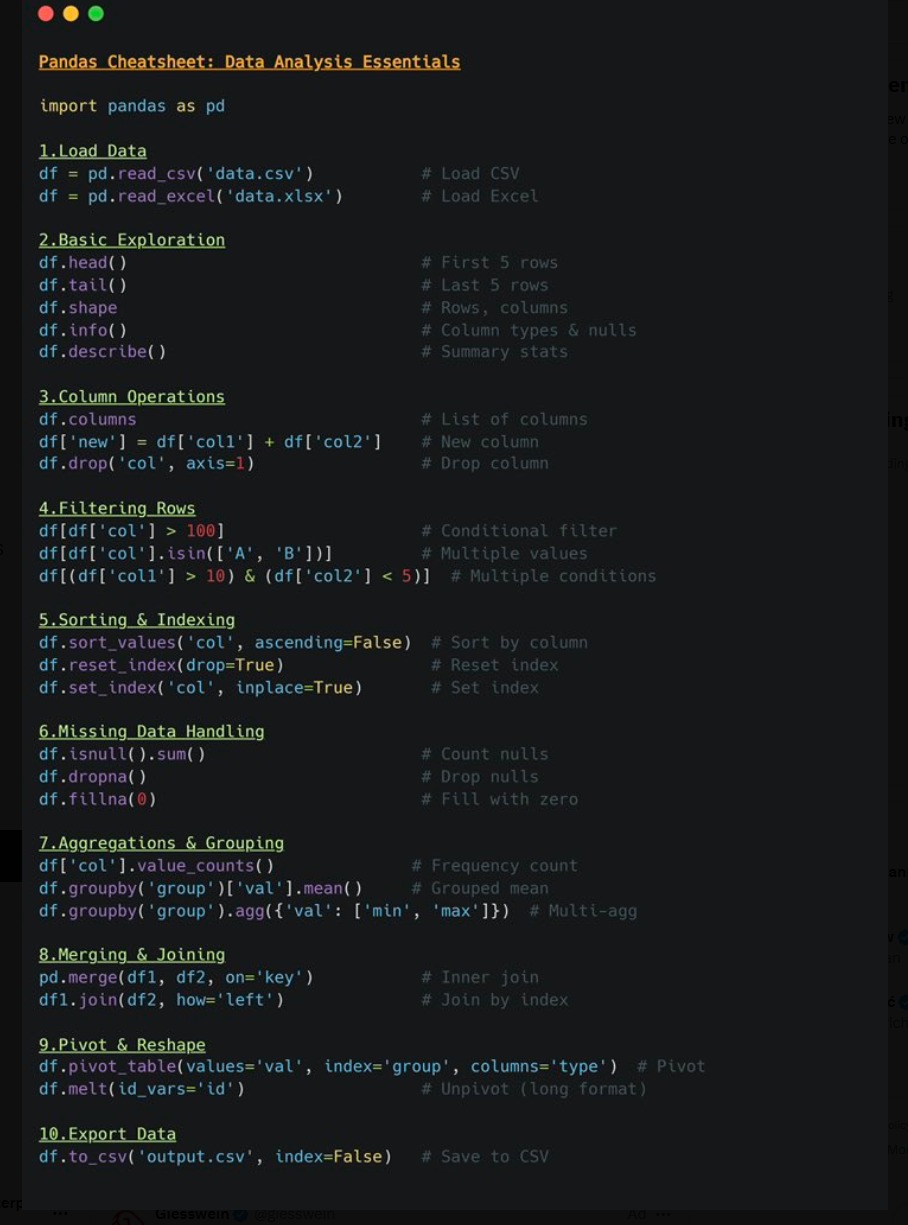 Pandas Cheatsheet: Data Analysis Essentials
import pandas as pd
1.Load Data
df = pd.read_csv('data.csv') # Load CSV
df = pd.read_excel('data.xlsx') # Load Excel
2.Basic Exploration
df.head() # First 5 rows
df.tail() # Last 5 rows
df.shape # Rows, columns
df.info() # Column types & nulls
df.describe() # Summary stats
3.Column Operations
df.columns # List of columns
df['new'] = df['col1'] + df['col2'] # New column
df.drop('col', axis=1) # Drop column
4.Filtering Rows
df[df['col'] > 100] # Conditional filter
df[df['col'].isin(['A', 'B'])] # Multiple values
df[(df['col1'] > 10) & (df['col2'] < 5)] # Multiple conditions
5.Sorting & Indexing
df.sort_values('col', ascending=False) # Sort by column
df.reset_index(drop=True) # Reset index
df.set_index('col', inplace=True) # Set index
6.Missing Data Handling
df.isnull().sum() # Count nulls
df.dropna() # Drop nulls
df.fillna(0) # Fill with zero
7.Aggregations & Grouping
df['col'].value_counts() # Frequency count
df.groupby('group')['val'].mean() # Grouped mean
df.groupby('group').agg({'val': ['min', 'max']}) # Multi-agg
8.Merging & Joining
pd.merge(df1, df2, on='key') # Inner join
df1.join(df2, how='left') # Join by index
9.Pivot & Reshape
df.pivot_table(values='val', index='group', columns='type') # Pivot
df.melt(id_vars='id') # Unpivot (long format)
10.Export Data
df.to_csv('output.csv', index=False) # Save to CSV
Giesswein @giesswein Ad